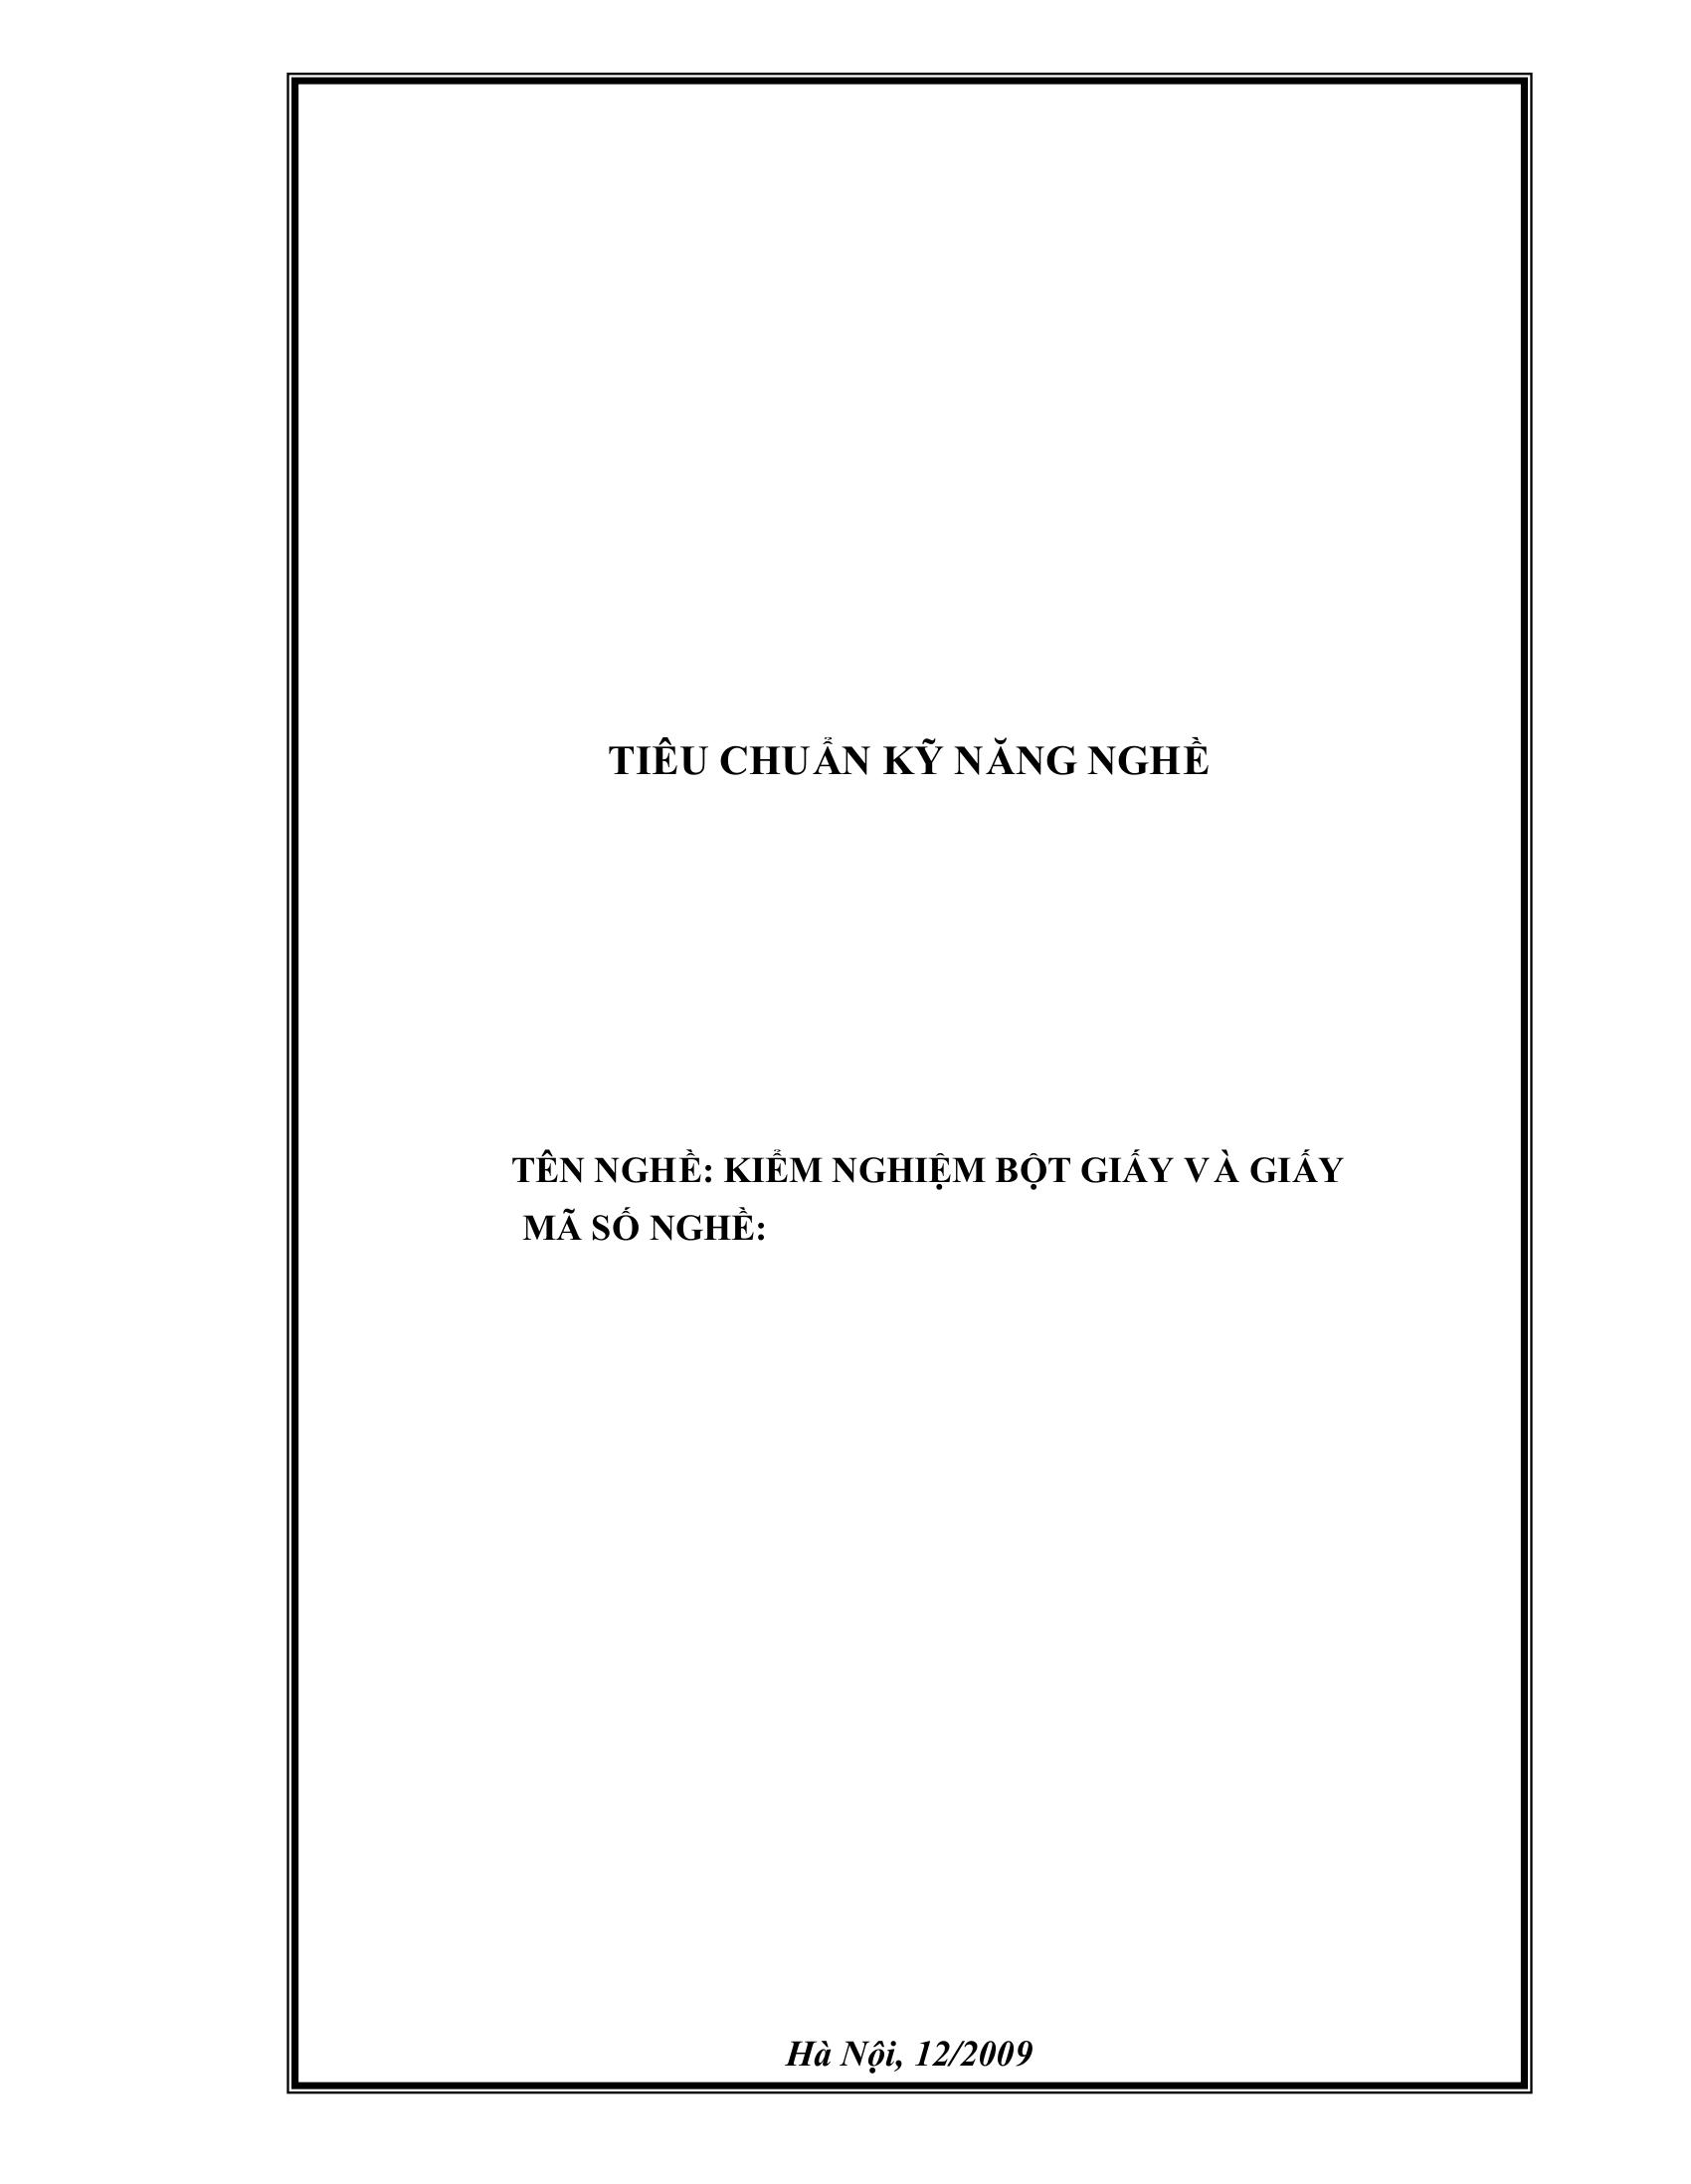 TIÊU CHUẨN KỸ NĂNG NGHỀ
TÊN NGHỀ: KIỂM NGHIỆM BỘT GIẤY VÀ GIẤY
MÃ SỐ NGHỀ:
Hà Nội, 12/2009